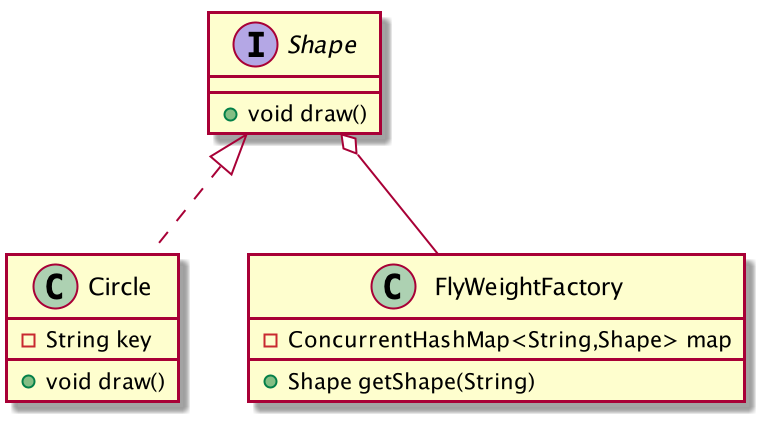 I Shape
void draw()
C Circle
String key
void draw()
C FlyWeightFactory
ConcurrentHashMap<String,Shape> map
Shape getShape(String)